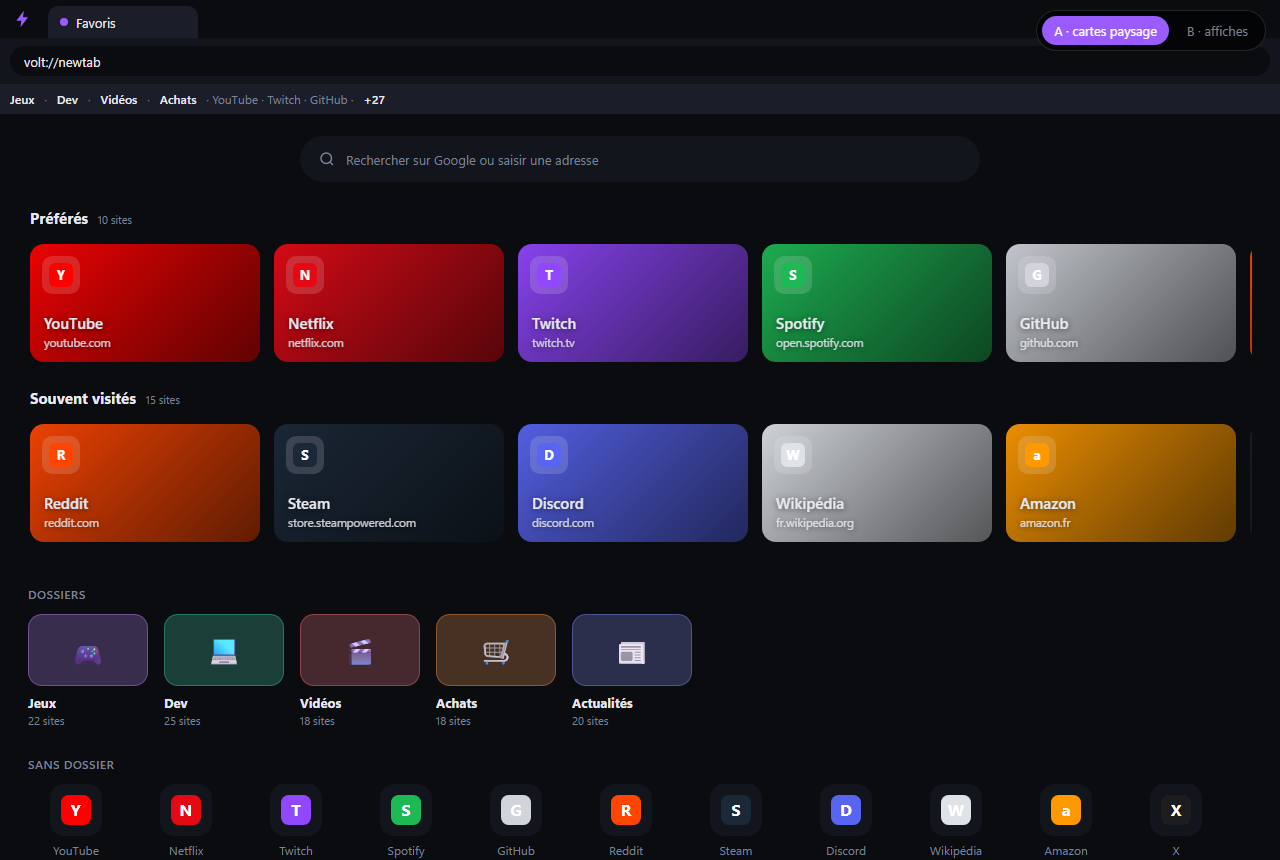 Favoris
A · cartes paysage
B · affiches
volt://newtab
Jeux · Dev · Vidéos · Achats · YouTube · Twitch · GitHub · +27
Rechercher sur Google ou saisir une adresse
Préférés 10 sites
Y
N
T
S
G
YouTube
youtube.com
Netflix
netflix.com
Twitch
twitch.tv
Spotify
open.spotify.com
GitHub
github.com
Souvent visités 15 sites
R
S
D
W
a
Reddit
reddit.com
Steam
store.steampowered.com
Discord
discord.com
Wikipédia
fr.wikipedia.org
Amazon
amazon.fr
DOSSIERS
Jeux
22 sites
Dev
25 sites
Vidéos
18 sites
Achats
18 sites
Actualités
20 sites
SANS DOSSIER
Y N T S G R S D W a X
YouTube Netflix Twitch Spotify GitHub Reddit Steam Discord Wikipédia Amazon X